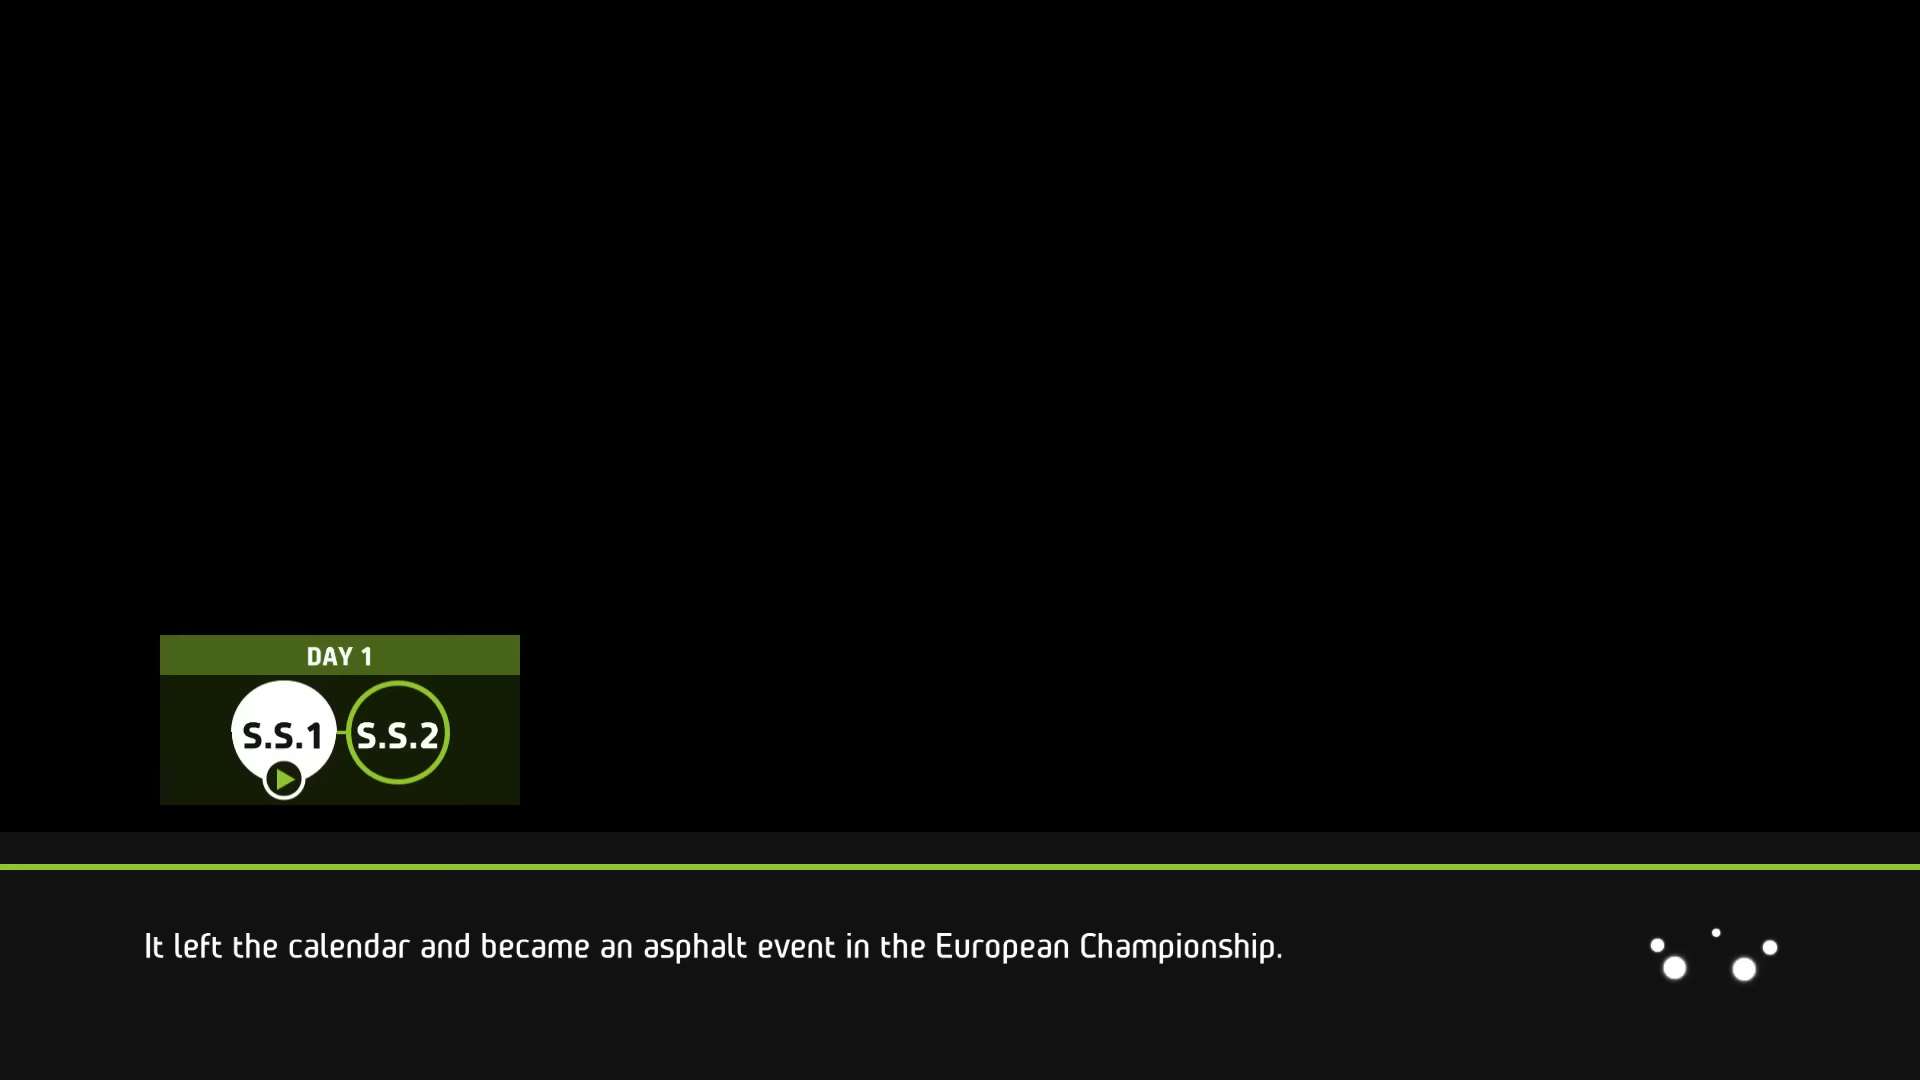 DAY 1
S.S.1 S.S.2
It left the calendar and became an asphalt event in the European Championship.